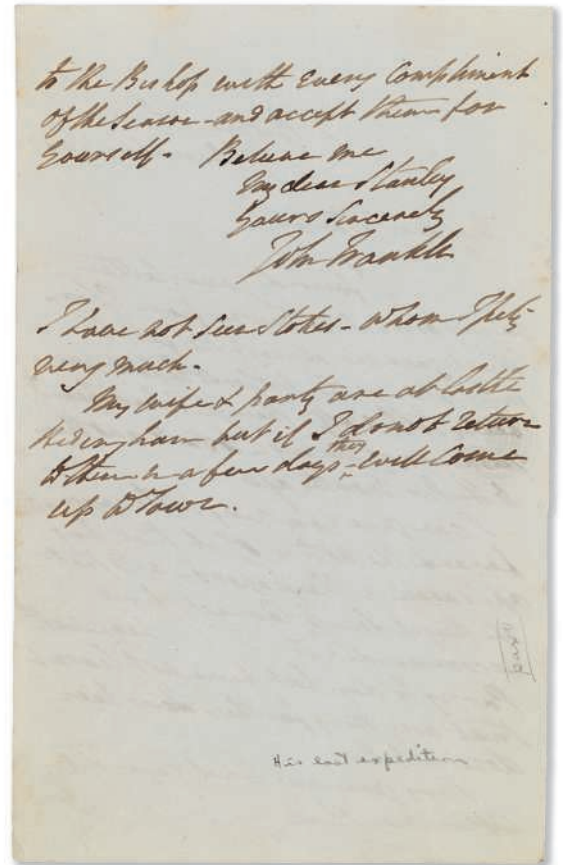 to the Bishop with every Compliment
of the Season - and accept them for
yourself - Believe me
My dear Stanley
Yours Sincerely
John Franklin
I have not seen Stokes - whom I pity
very much -
My wife & party are at Castle
Hedingham but if I do not return
to them in a few days - they will come
up to Town.
His last expedition